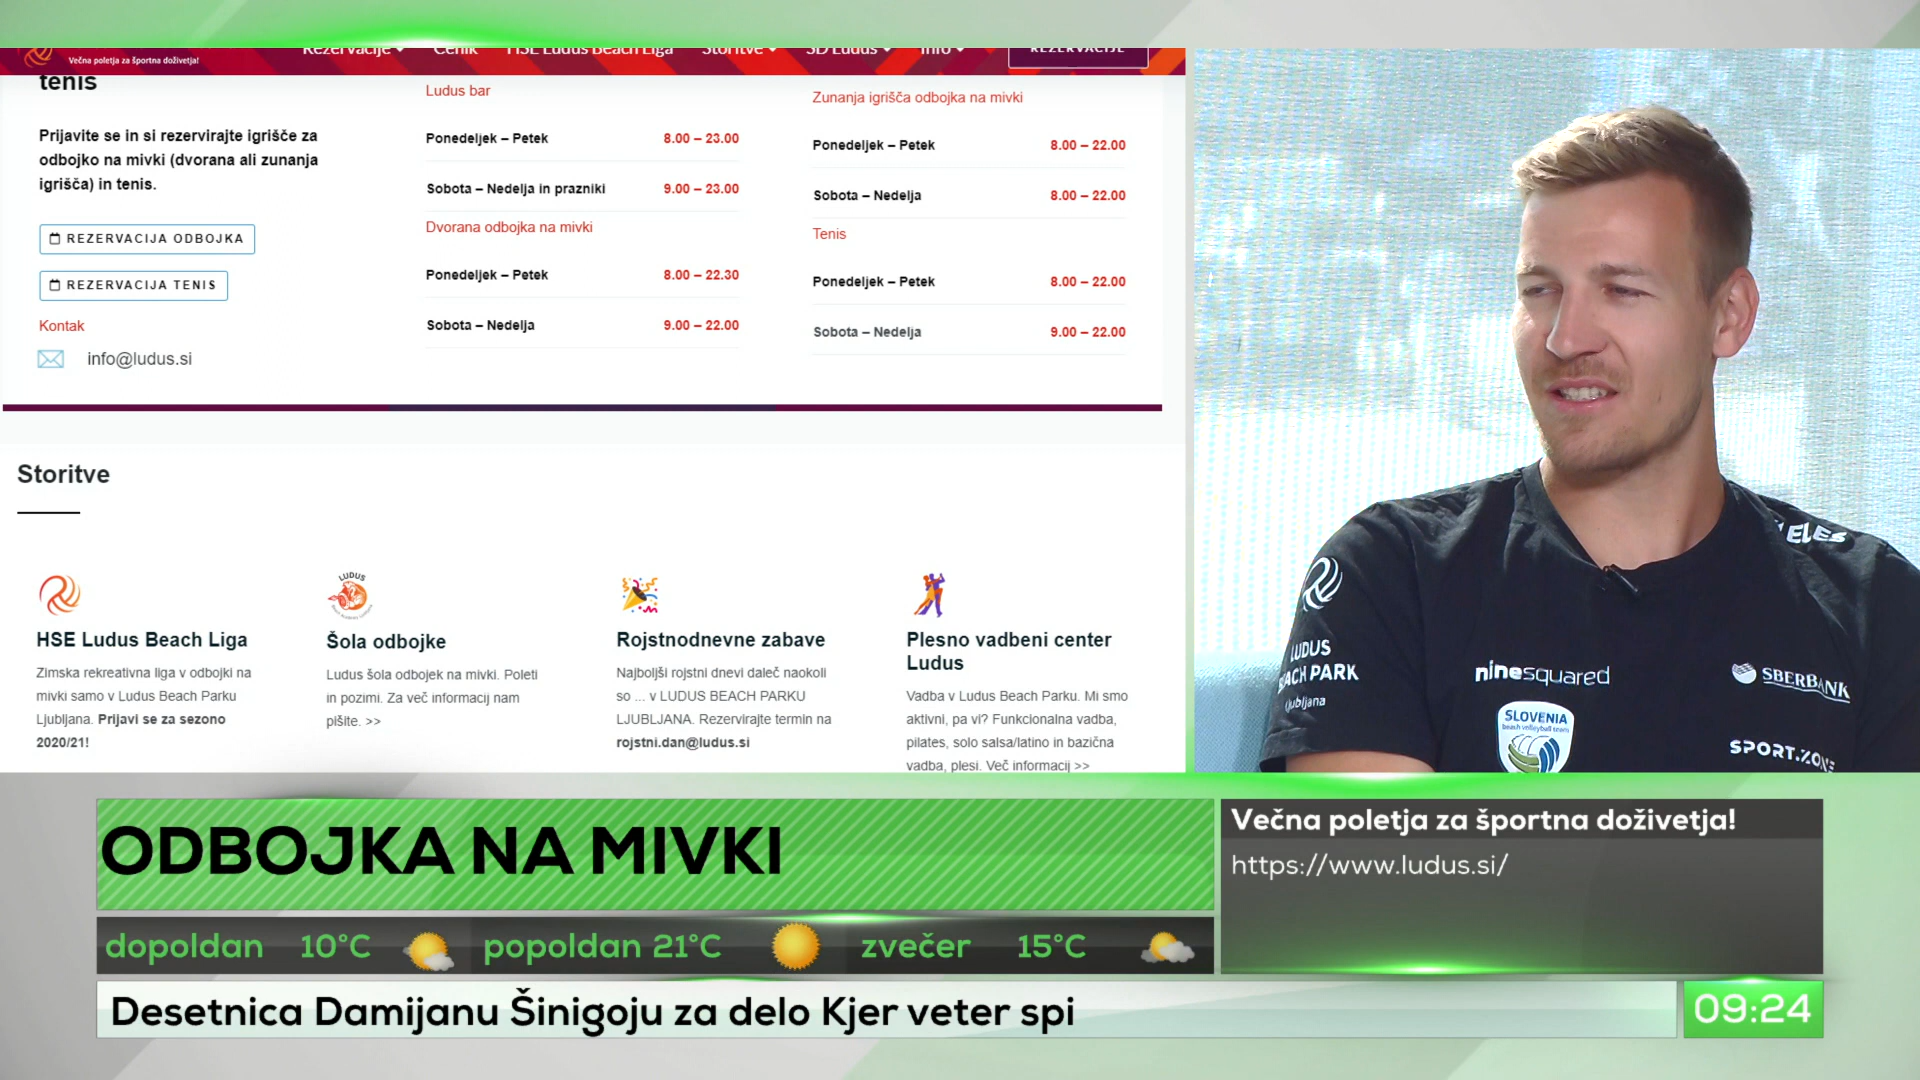 Rezervacije
Cenik
HSE Ludus Beach Liga
Storitve
ŠD Ludus
Info
REZERVACIJE
Večna poletja za športna doživetja!
tenis
Prijavite se in si rezervirajte igrišče za
odbojko na mivki (dvorana ali zunanja
igrišča) in tenis.
REZERVACIJA ODBOJKA
REZERVACIJA TENIS
Kontak
info@ludus.si
Ludus bar
Ponedeljek – Petek 8.00 – 23.00
Sobota – Nedelja in prazniki 9.00 – 23.00
Dvorana odbojka na mivki
Ponedeljek – Petek 8.00 – 22.30
Sobota – Nedelja 9.00 – 22.00
Zunanja igrišča odbojka na mivki
Ponedeljek – Petek 8.00 – 22.00
Sobota – Nedelja 8.00 – 22.00
Tenis
Ponedeljek – Petek 8.00 – 22.00
Sobota – Nedelja 9.00 – 22.00
Storitve
HSE Ludus Beach Liga
Zimska rekreativna liga v odbojki na
mivki samo v Ludus Beach Parku
Ljubljana. Prijavi se za sezono
2020/21!
LUDUS
Šola odbojke
Ludus šola odbojek na mivki. Poleti
in pozimi. Za več informacij nam
pišite. >>
Rojstnodnevne zabave
Najboljši rojstni dnevi daleč naokoli
so ... v LUDUS BEACH PARKU
LJUBLJANA. Rezervirajte termin na
rojstni.dan@ludus.si
Plesno vadbeni center
Ludus
Vadba v Ludus Beach Parku. Mi smo
aktivni, pa vi? Funkcionalna vadba,
pilates, solo salsa/latino in bazična
vadba, plesi. Več informacij >>
ELES
LUDUS
BEACH PARK
Ljubljana
ninesquared
SBERBANK
SLOVENIA
beach volleyball team
SPORT.ZONE
ODBOJKA NA MIVKI
Večna poletja za športna doživetja!
https://www.ludus.si/
dopoldan 10°C popoldan 21°C zvečer 15°C
Desetnica Damijanu Šinigoju za delo Kjer veter spi
09:24